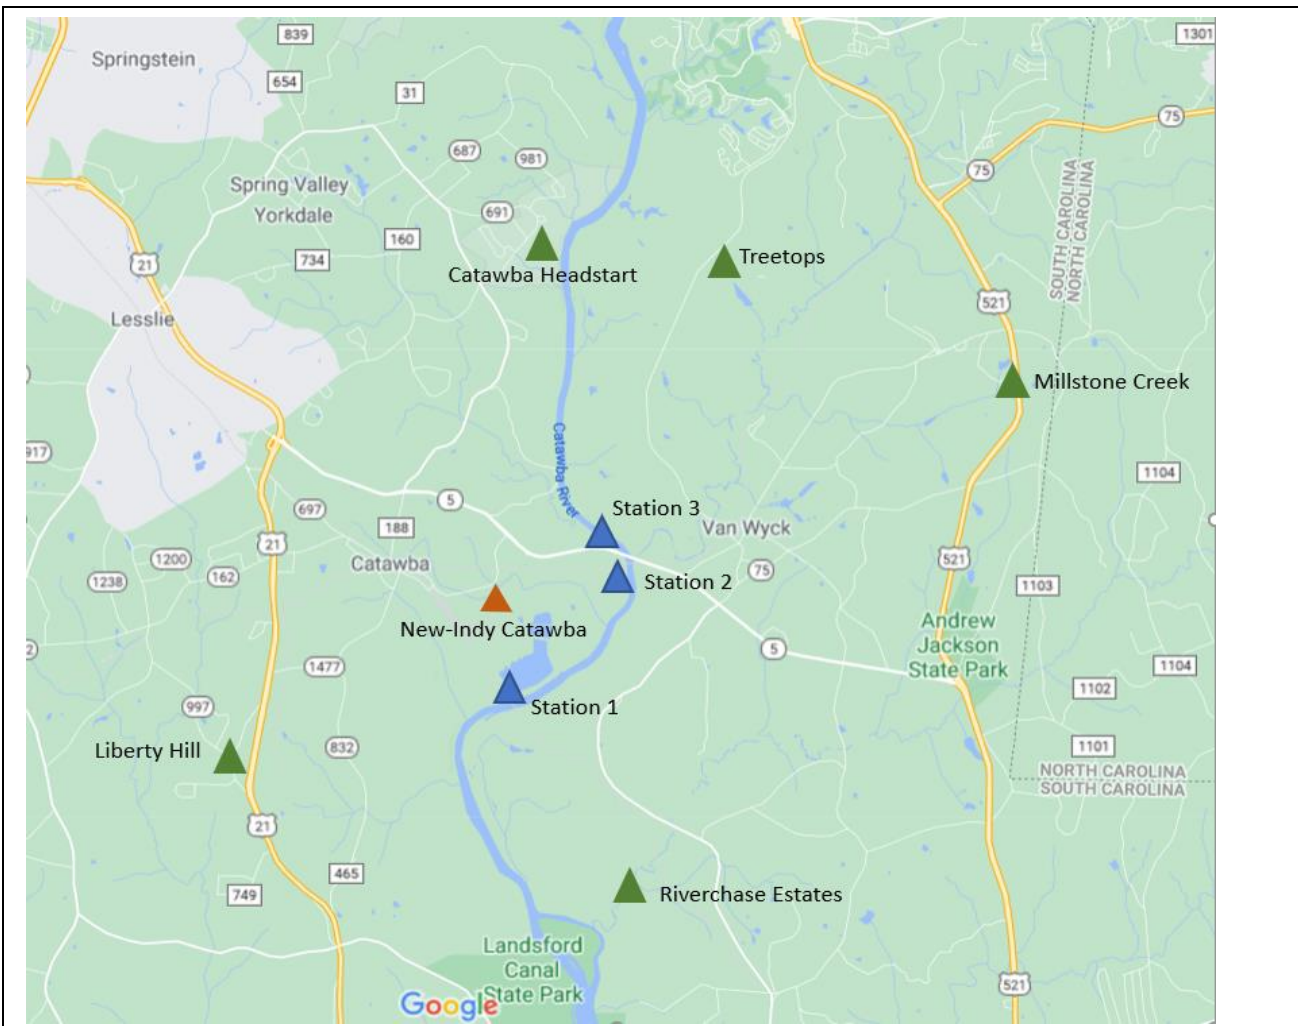 839
1301
Springstein
654
31
75
687
981
75
Spring Valley
Yorkdale
691
SOUTH CAROLINA
NORTH CAROLINA
160
734
21
Catawba Headstart
Treetops
521
Lesslie
Millstone Creek
Catawba River
917
1104
5
697
Station 3
188
Van Wyck
21
1200
Catawba
521
1238
162
75
Station 2
1103
New-Indy Catawba
Andrew
Jackson
State Park
5
1477
1104
1102
997
Station 1
Liberty Hill
832
1101
NORTH CAROLINA
SOUTH CAROLINA
21
465
749
Riverchase Estates
Landsford
Canal
State Park
Google
521